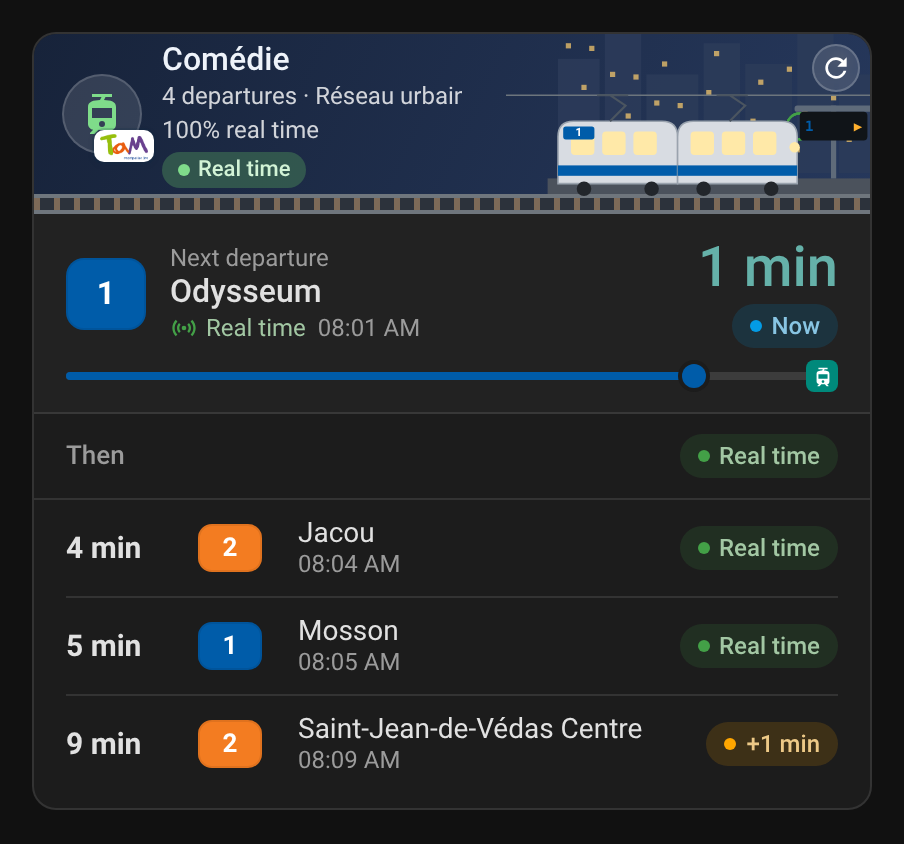 Comédie
4 departures · Réseau urbair
100% real time
TaM
Real time
1
1
1
Next departure
Odysseum
Real time 08:01 AM
1 min
Now
Then
Real time
4 min
2
Jacou
08:04 AM
Real time
5 min
1
Mosson
08:05 AM
Real time
9 min
2
Saint-Jean-de-Védas Centre
08:09 AM
+1 min